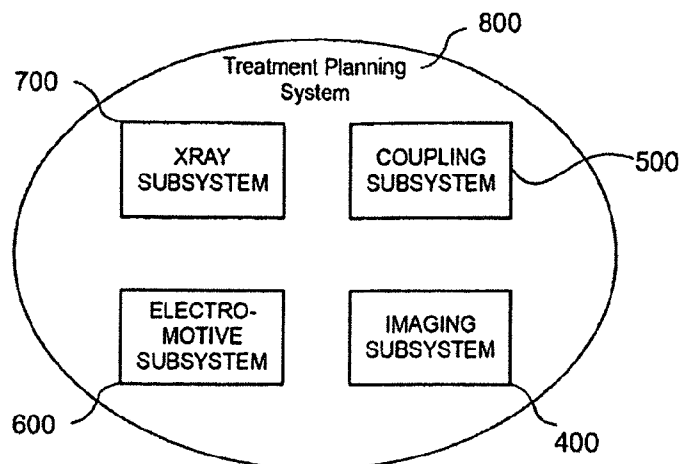 800
Treatment Planning
System
700
XRAY
SUBSYSTEM
COUPLING
SUBSYSTEM
500
ELECTRO-
MOTIVE
SUBSYSTEM
IMAGING
SUBSYSTEM
600
400